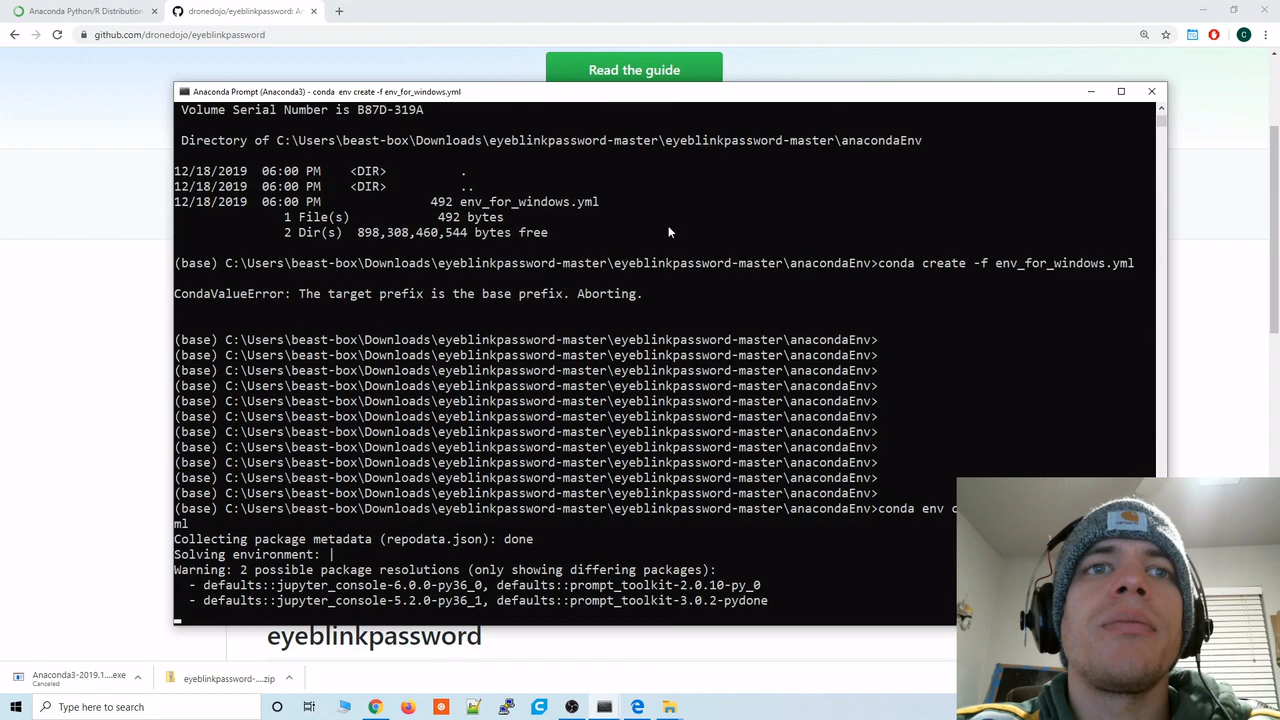 Anaconda Python/R Distribution
dronedojo/eyeblinkpassword: A
github.com/dronedojo/eyeblinkpassword
C
Read the guide
Anaconda Prompt (Anaconda3) - conda env create -f env_for_windows.yml
Volume Serial Number is B87D-319A
Directory of C:\Users\beast-box\Downloads\eyeblinkpassword-master\eyeblinkpassword-master\anacondaEnv
12/18/2019 06:00 PM <DIR> .
12/18/2019 06:00 PM <DIR> ..
12/18/2019 06:00 PM 492 env_for_windows.yml
1 File(s) 492 bytes
2 Dir(s) 898,308,460,544 bytes free
(base) C:\Users\beast-box\Downloads\eyeblinkpassword-master\eyeblinkpassword-master\anacondaEnv>conda create -f env_for_windows.yml
CondaValueError: The target prefix is the base prefix. Aborting.
(base) C:\Users\beast-box\Downloads\eyeblinkpassword-master\eyeblinkpassword-master\anacondaEnv>
(base) C:\Users\beast-box\Downloads\eyeblinkpassword-master\eyeblinkpassword-master\anacondaEnv>
(base) C:\Users\beast-box\Downloads\eyeblinkpassword-master\eyeblinkpassword-master\anacondaEnv>
(base) C:\Users\beast-box\Downloads\eyeblinkpassword-master\eyeblinkpassword-master\anacondaEnv>
(base) C:\Users\beast-box\Downloads\eyeblinkpassword-master\eyeblinkpassword-master\anacondaEnv>
(base) C:\Users\beast-box\Downloads\eyeblinkpassword-master\eyeblinkpassword-master\anacondaEnv>
(base) C:\Users\beast-box\Downloads\eyeblinkpassword-master\eyeblinkpassword-master\anacondaEnv>
(base) C:\Users\beast-box\Downloads\eyeblinkpassword-master\eyeblinkpassword-master\anacondaEnv>
(base) C:\Users\beast-box\Downloads\eyeblinkpassword-master\eyeblinkpassword-master\anacondaEnv>
(base) C:\Users\beast-box\Downloads\eyeblinkpassword-master\eyeblinkpassword-master\anacondaEnv>
(base) C:\Users\beast-box\Downloads\eyeblinkpassword-master\eyeblinkpassword-master\anacondaEnv>
(base) C:\Users\beast-box\Downloads\eyeblinkpassword-master\eyeblinkpassword-master\anacondaEnv>conda env c
ml
Collecting package metadata (repodata.json): done
Solving environment: |
Warning: 2 possible package resolutions (only showing differing packages):
- defaults::jupyter_console-6.0.0-py36_0, defaults::prompt_toolkit-2.0.10-py_0
- defaults::jupyter_console-5.2.0-py36_1, defaults::prompt_toolkit-3.0.2-pydone
eyeblinkpassword
Anaconda3-2019.1....exe
Canceled
eyeblinkpassword-....zip
Type here to search